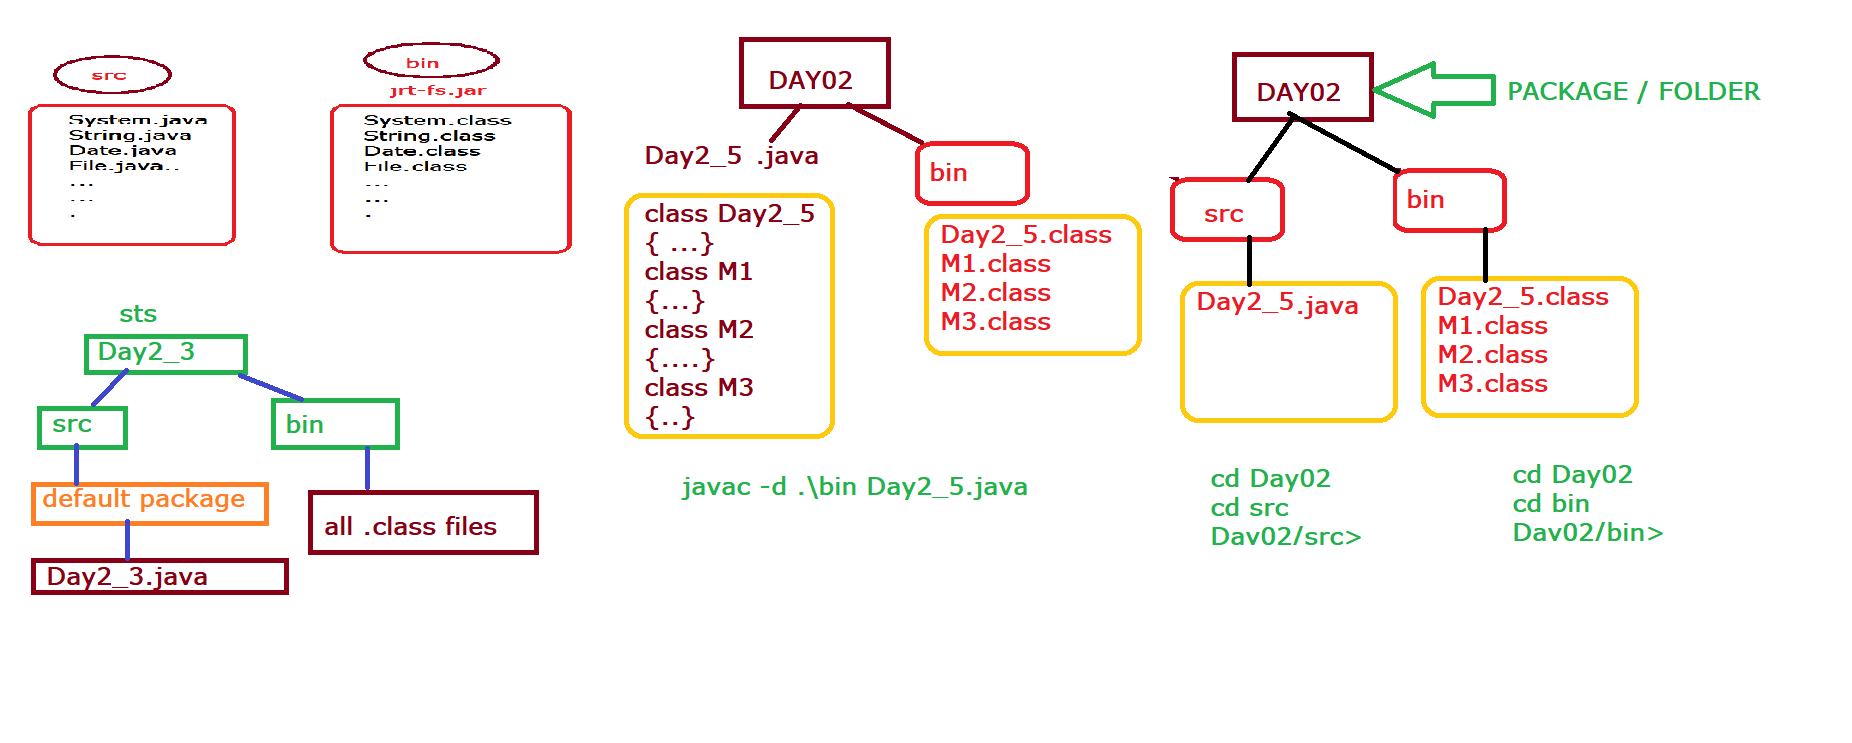 src
System.java
String.java
Date.java
File.java..
...
...
.
bin
jrt-fs.jar
System.class
String.class
Date.class
File.class
...
...
.
sts
Day2_3
src
bin
default package
all .class files
Day2_3.java
DAY02
Day2_5 .java
bin
class Day2_5
{ ...}
class M1
{...}
class M2
{....}
class M3
{..}
Day2_5.class
M1.class
M2.class
M3.class
javac -d .\bin Day2_5.java
DAY02
PACKAGE / FOLDER
src
bin
Day2_5.java
Day2_5.class
M1.class
M2.class
M3.class
cd Day02
cd src
Dav02/src>
cd Day02
cd bin
Dav02/bin>